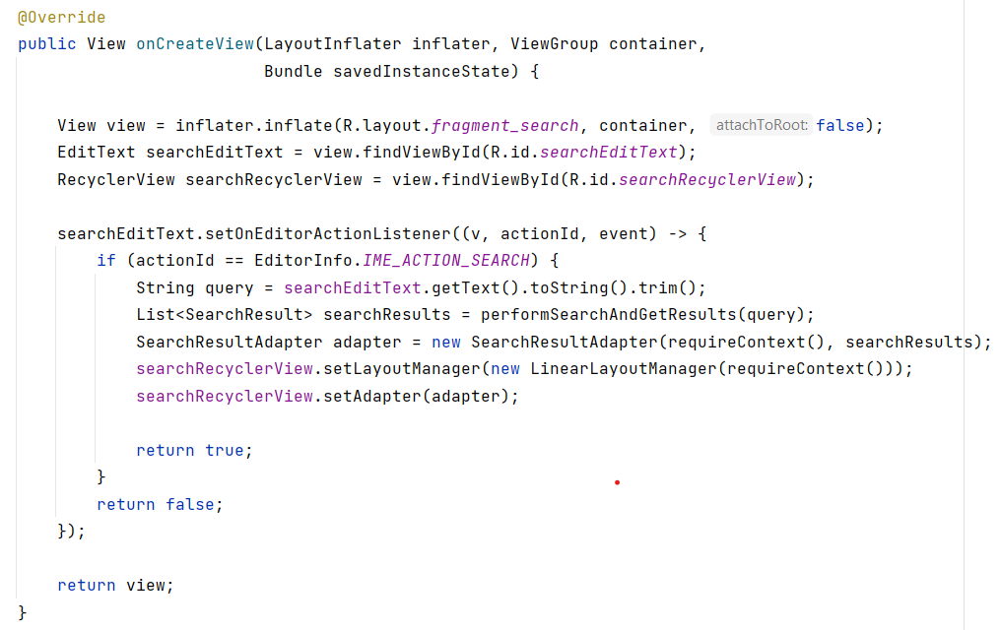 @Override
public View onCreateView(LayoutInflater inflater, ViewGroup container,
                         Bundle savedInstanceState) {
    View view = inflater.inflate(R.layout.fragment_search, container, attachToRoot: false);
    EditText searchEditText = view.findViewById(R.id.searchEditText);
    RecyclerView searchRecyclerView = view.findViewById(R.id.searchRecyclerView);
    searchEditText.setOnEditorActionListener((v, actionId, event) -> {
        if (actionId == EditorInfo.IME_ACTION_SEARCH) {
            String query = searchEditText.getText().toString().trim();
            List<SearchResult> searchResults = performSearchAndGetResults(query);
            SearchResultAdapter adapter = new SearchResultAdapter(requireContext(), searchResults);
            searchRecyclerView.setLayoutManager(new LinearLayoutManager(requireContext()));
            searchRecyclerView.setAdapter(adapter);
            return true;
        }
        return false;
    });
    return view;
}